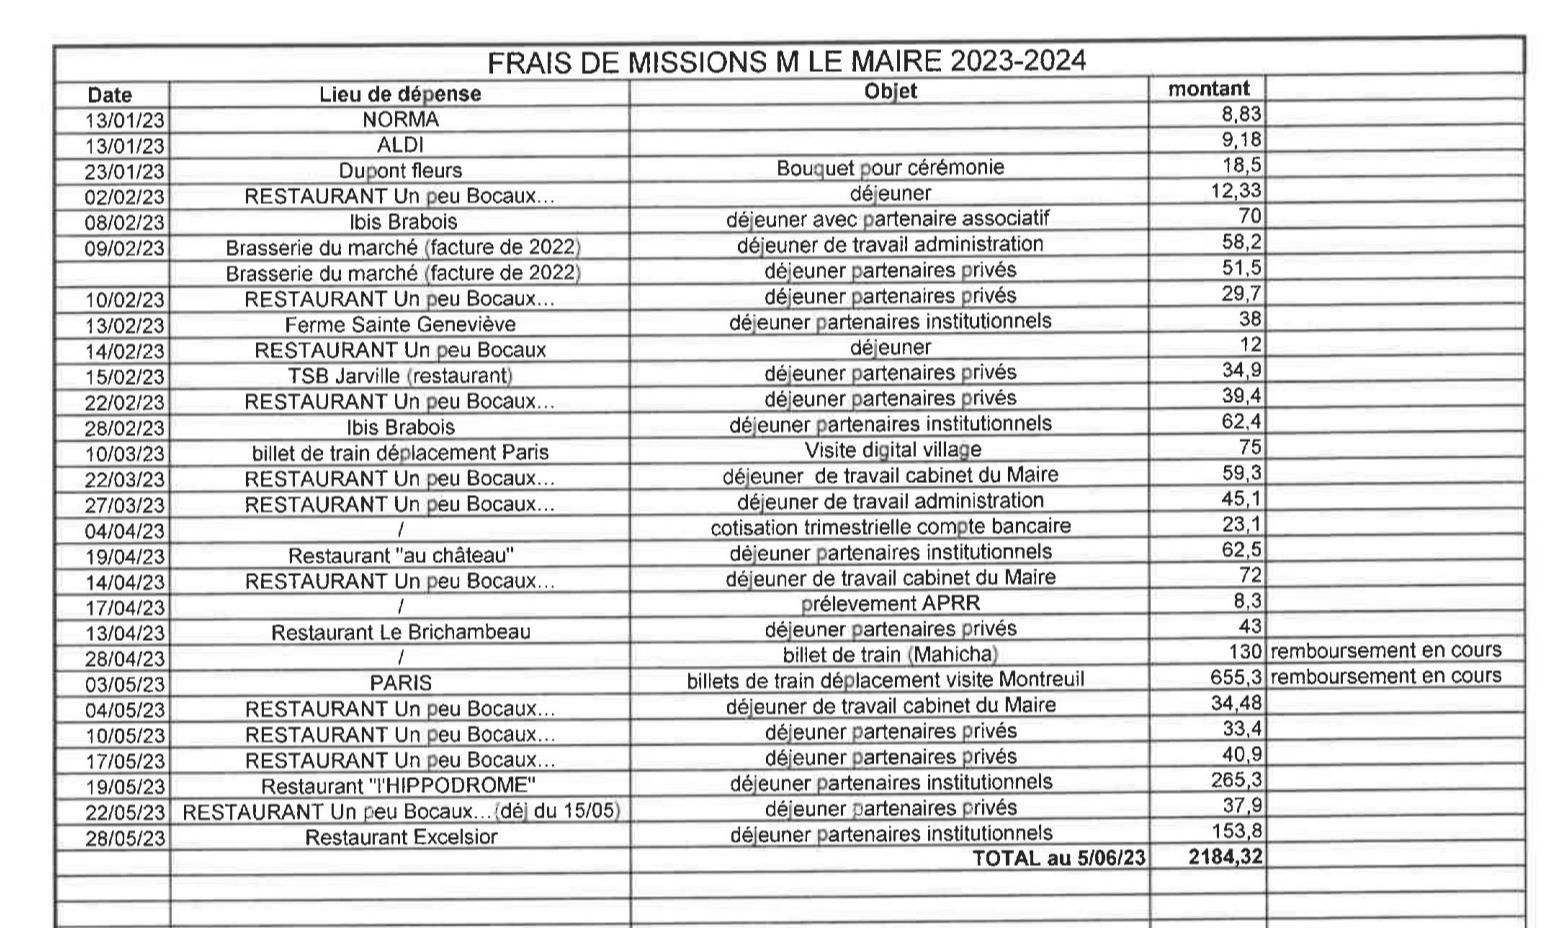 FRAIS DE MISSIONS M LE MAIRE 2023-2024
Date Lieu de dépense Objet montant
13/01/23 NORMA 8,83
13/01/23 ALDI 9,18
23/01/23 Dupont fleurs Bouquet pour cérémonie 18,5
02/02/23 RESTAURANT Un peu Bocaux... déjeuner 12,33
08/02/23 Ibis Brabois déjeuner avec partenaire associatif 70
09/02/23 Brasserie du marché (facture de 2022) déjeuner de travail administration 58,2
Brasserie du marché (facture de 2022) déjeuner partenaires privés 51,5
10/02/23 RESTAURANT Un peu Bocaux... déjeuner partenaires privés 29,7
13/02/23 Ferme Sainte Geneviève déjeuner partenaires institutionnels 38
14/02/23 RESTAURANT Un peu Bocaux déjeuner 12
15/02/23 TSB Jarville (restaurant) déjeuner partenaires privés 34,9
22/02/23 RESTAURANT Un peu Bocaux... déjeuner partenaires privés 39,4
28/02/23 Ibis Brabois déjeuner partenaires institutionnels 62,4
10/03/23 billet de train déplacement Paris Visite digital village 75
22/03/23 RESTAURANT Un peu Bocaux... déjeuner de travail cabinet du Maire 59,3
27/03/23 RESTAURANT Un peu Bocaux... déjeuner de travail administration 45,1
04/04/23 / cotisation trimestrielle compte bancaire 23,1
19/04/23 Restaurant "au château" déjeuner partenaires institutionnels 62,5
14/04/23 RESTAURANT Un peu Bocaux... déjeuner de travail cabinet du Maire 72
17/04/23 / prélevement APRR 8,3
13/04/23 Restaurant Le Brichambeau déjeuner partenaires privés 43
28/04/23 / billet de train (Mahicha) 130 remboursement en cours
03/05/23 PARIS billets de train déplacement visite Montreuil 655,3 remboursement en cours
04/05/23 RESTAURANT Un peu Bocaux... déjeuner de travail cabinet du Maire 34,48
10/05/23 RESTAURANT Un peu Bocaux... déjeuner partenaires privés 33,4
17/05/23 RESTAURANT Un peu Bocaux... déjeuner partenaires privés 40,9
19/05/23 Restaurant "l'HIPPODROME" déjeuner partenaires institutionnels 265,3
22/05/23 RESTAURANT Un peu Bocaux...(déj du 15/05) déjeuner partenaires privés 37,9
28/05/23 Restaurant Excelsior déjeuner partenaires institutionnels 153,8
TOTAL au 5/06/23 2184,32